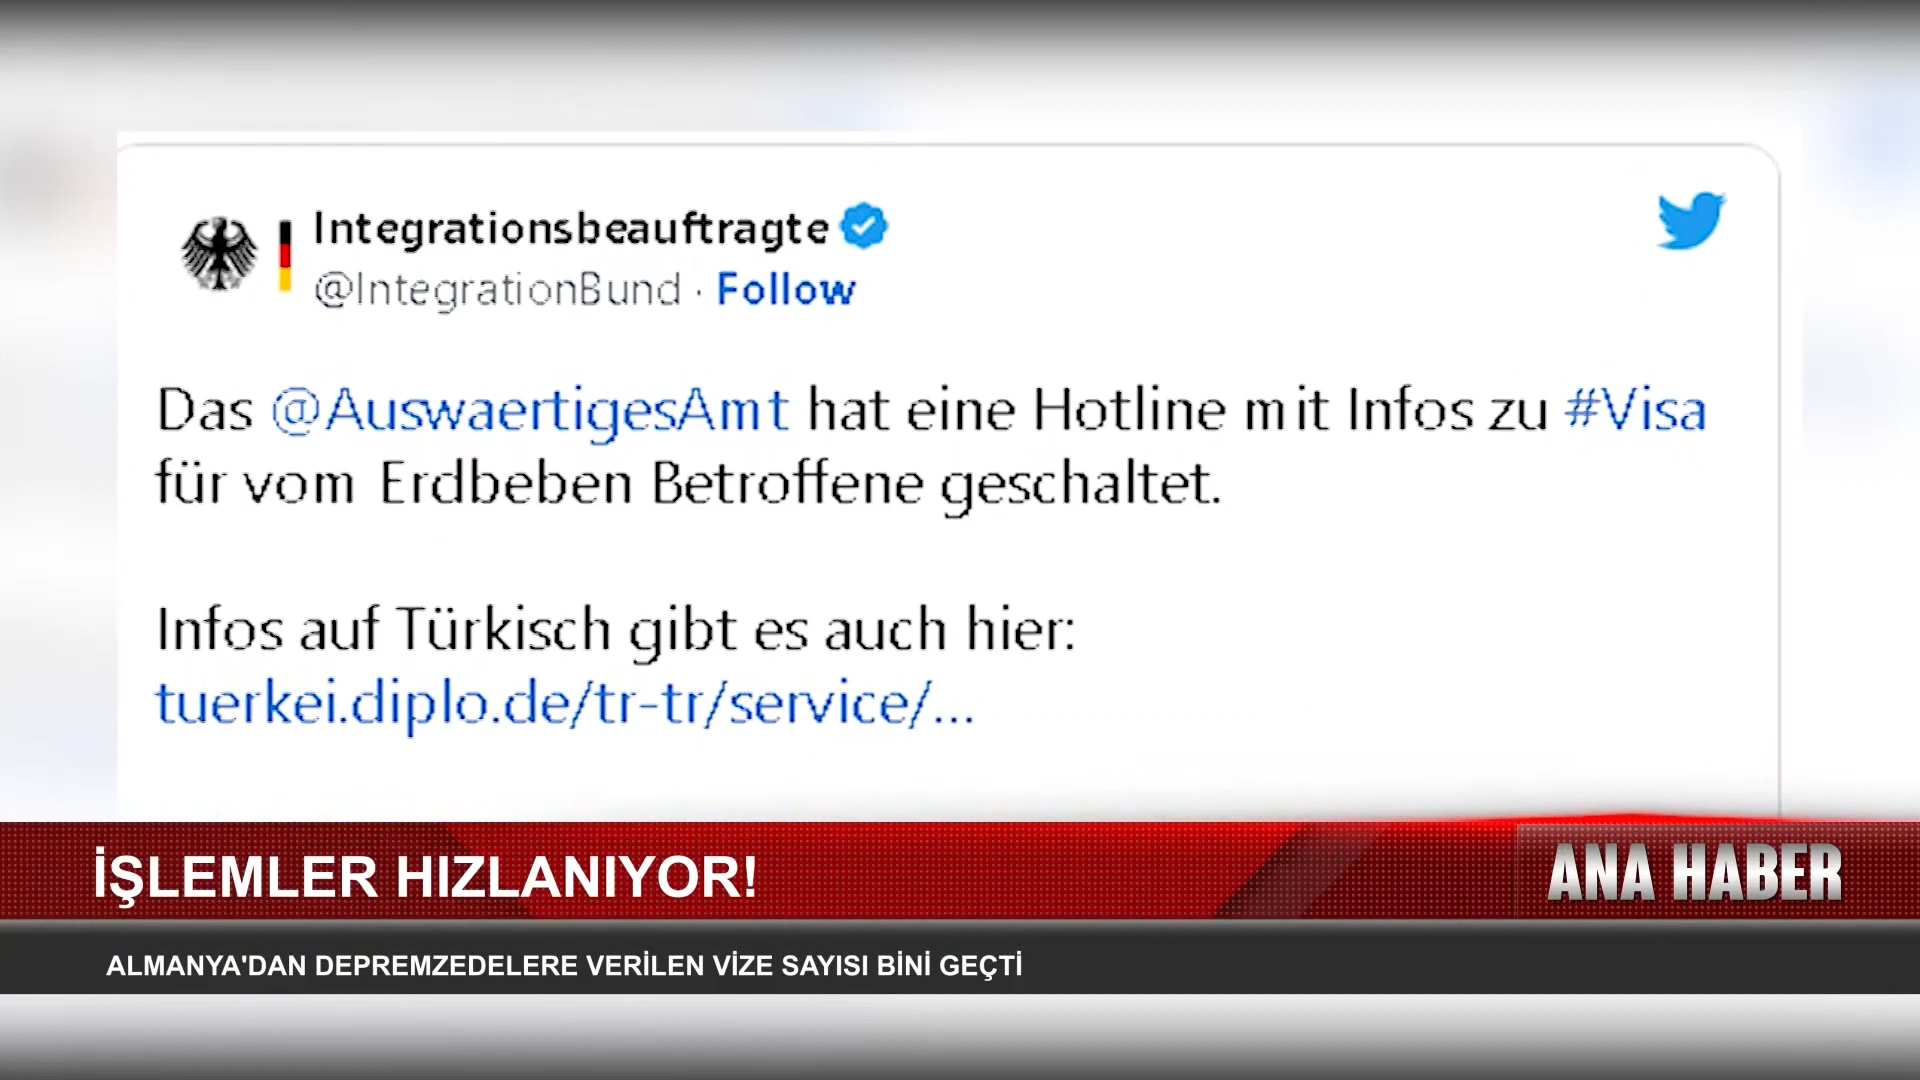 Integrationsbeauftragte
@IntegrationBund · Follow
Das @AuswaertigesAmt hat eine Hotline mit Infos zu #Visa
für vom Erdbeben Betroffene geschaltet.
Infos auf Türkisch gibt es auch hier:
tuerkei.diplo.de/tr-tr/service/...
İŞLEMLER HIZLANIYOR!
ANA HABER
ALMANYA'DAN DEPREMZEDELERE VERİLEN VİZE SAYISI BİNİ GEÇTİ